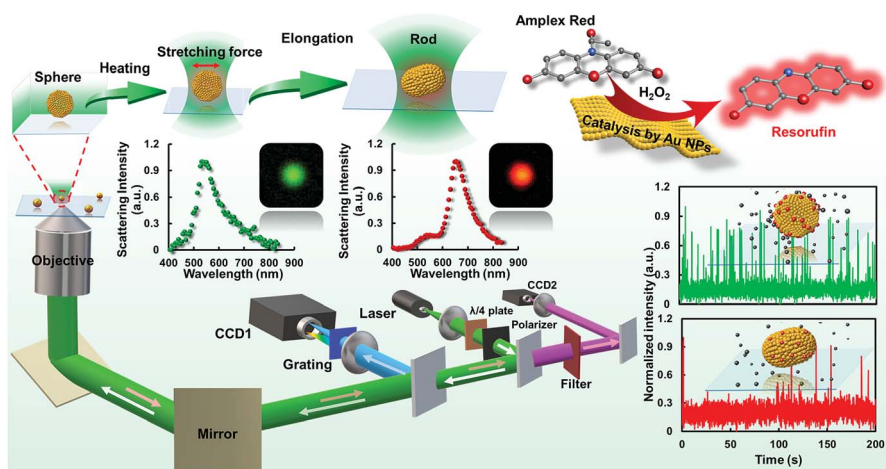 Sphere
Heating
Stretching force
Elongation
Rod
Amplex Red
H₂O₂
Catalysis by Au NPs
Resorufin
Scattering Intensity
(a.u.)
1.2
0.9
0.6
0.3
0
400 500 600 700 800 900
Wavelength (nm)
Scattering Intensity
(a.u.)
1.2
0.9
0.6
0.3
0
400 500 600 700 800 900
Wavelength (nm)
Objective
CCD1
Grating
Laser
λ/4 plate
Polarizer
CCD2
Filter
Mirror
Normalized intensity (a.u.)
1.2
0.9
0.6
0.3
0
1.2
0.9
0.6
0.3
0
0 50 100 150 200
Time (s)